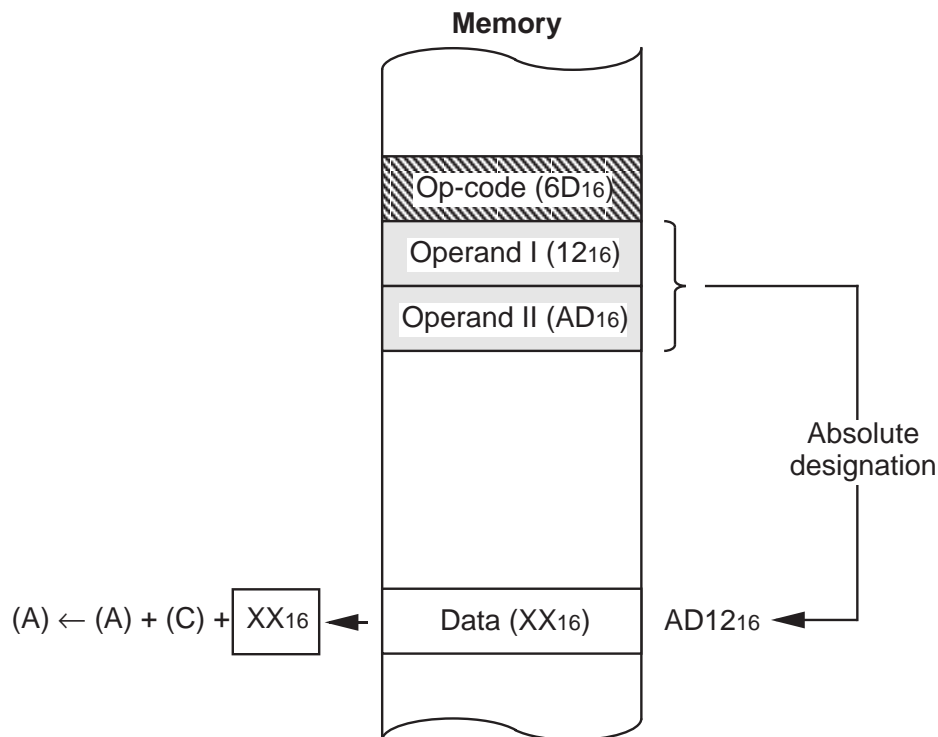 Memory
Op-code (6D16)
Operand I (1216)
Operand II (AD16)
Absolute
designation
(A) ← (A) + (C) + XX16
Data (XX16)
AD1216